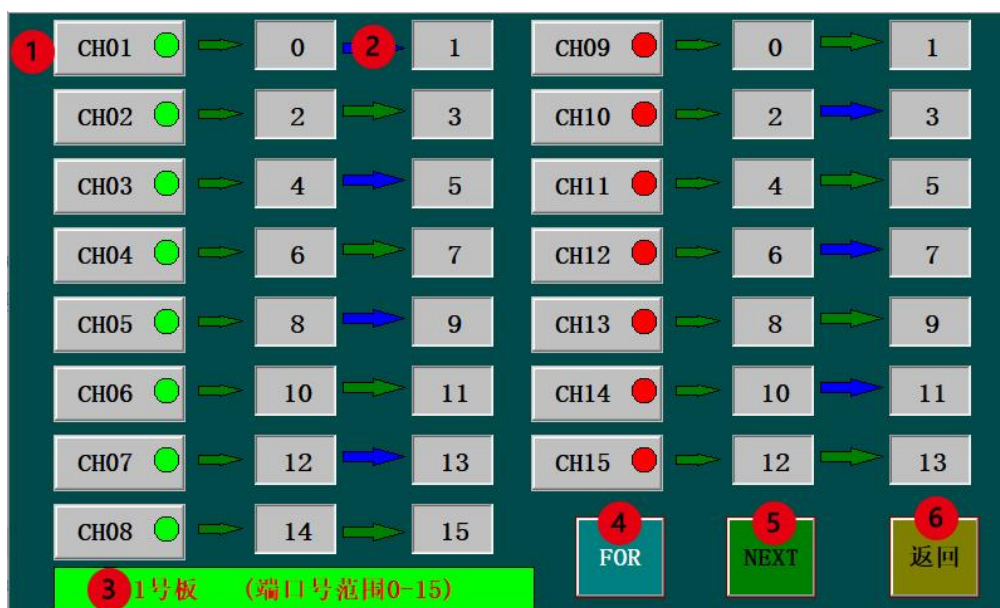 1 CH01 0 2 1 CH09 0 1
CH02 2 3 CH10 2 3
CH03 4 5 CH11 4 5
CH04 6 7 CH12 6 7
CH05 8 9 CH13 8 9
CH06 10 11 CH14 10 11
CH07 12 13 CH15 12 13
CH08 14 15
4 5 6
FOR NEXT 返回
3 1号板 (端口号范围0-15)